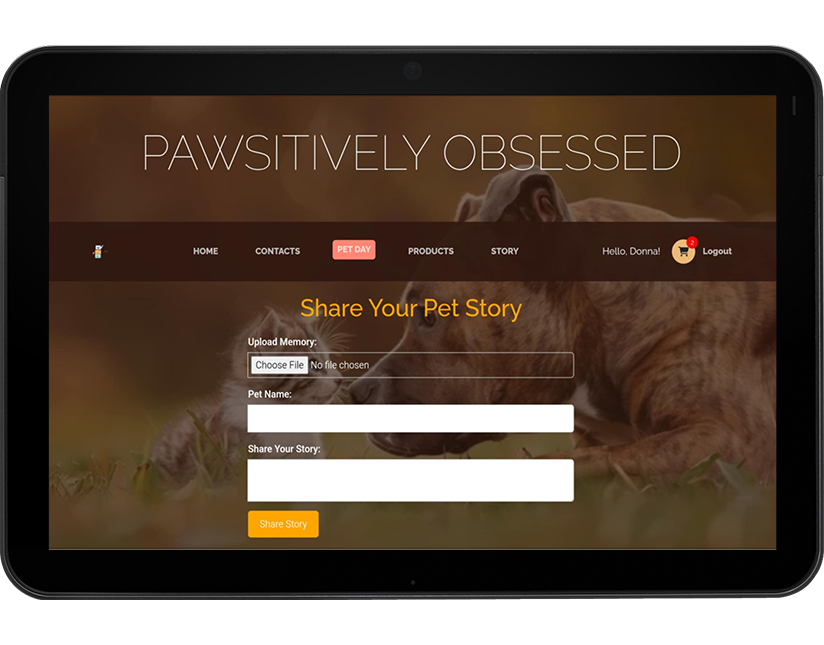 PAWSITIVELY OBSESSED
HOME CONTACTS PET DAY PRODUCTS STORY Hello, Donna! 2 Logout
Share Your Pet Story
Upload Memory:
Choose File No file chosen
Pet Name:
Share Your Story:
Share Story